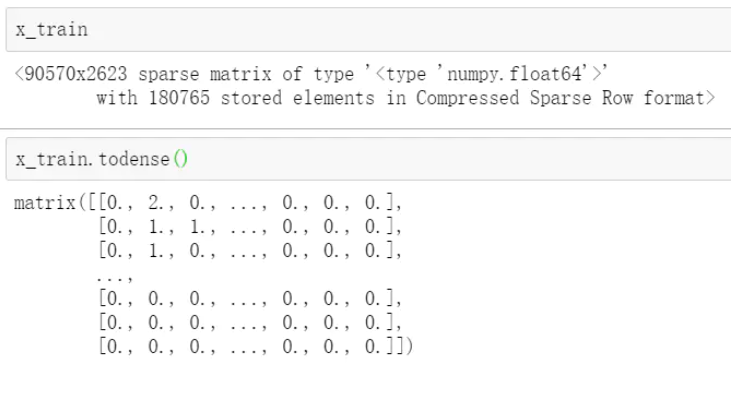 x_train
<90570x2623 sparse matrix of type '<type 'numpy.float64'>'
with 180765 stored elements in Compressed Sparse Row format>
x_train.todense()
matrix([[0., 2., 0., ..., 0., 0., 0.],
[0., 1., 1., ..., 0., 0., 0.],
[0., 1., 0., ..., 0., 0., 0.],
...,
[0., 0., 0., ..., 0., 0., 0.],
[0., 0., 0., ..., 0., 0., 0.],
[0., 0., 0., ..., 0., 0., 0.]])